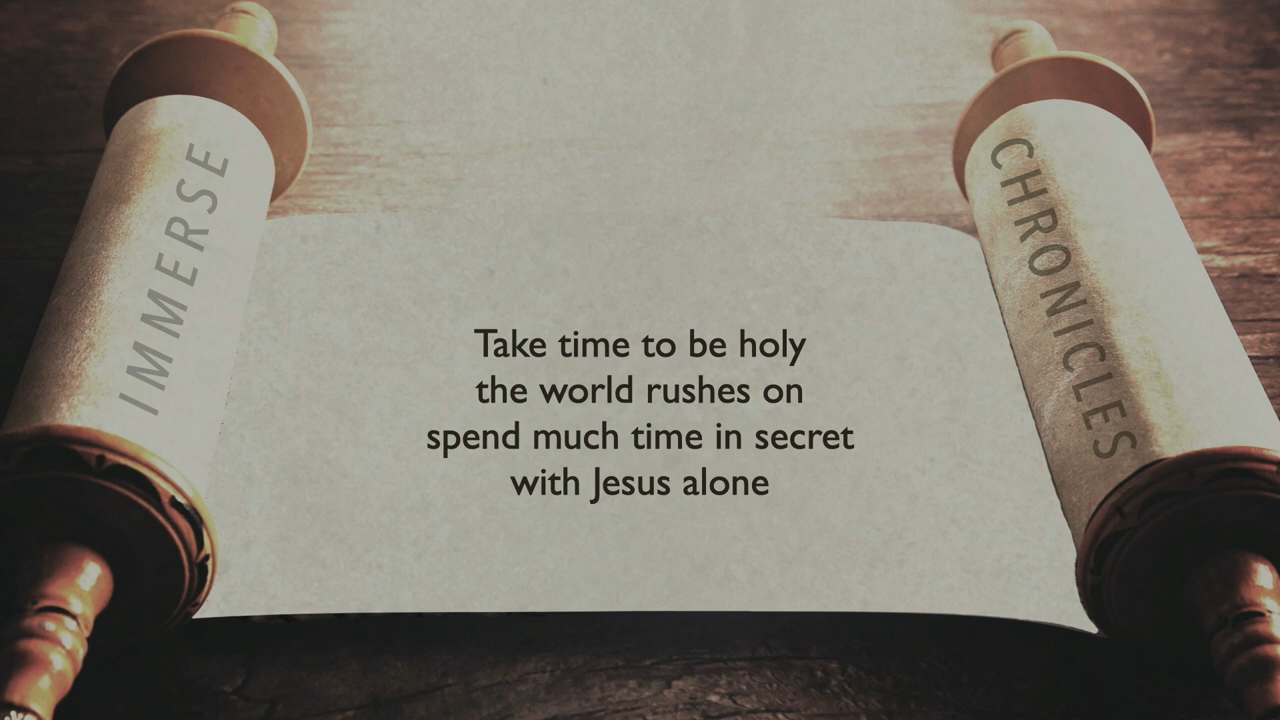 IMMERSE
CHRONICLES
Take time to be holy
the world rushes on
spend much time in secret
with Jesus alone